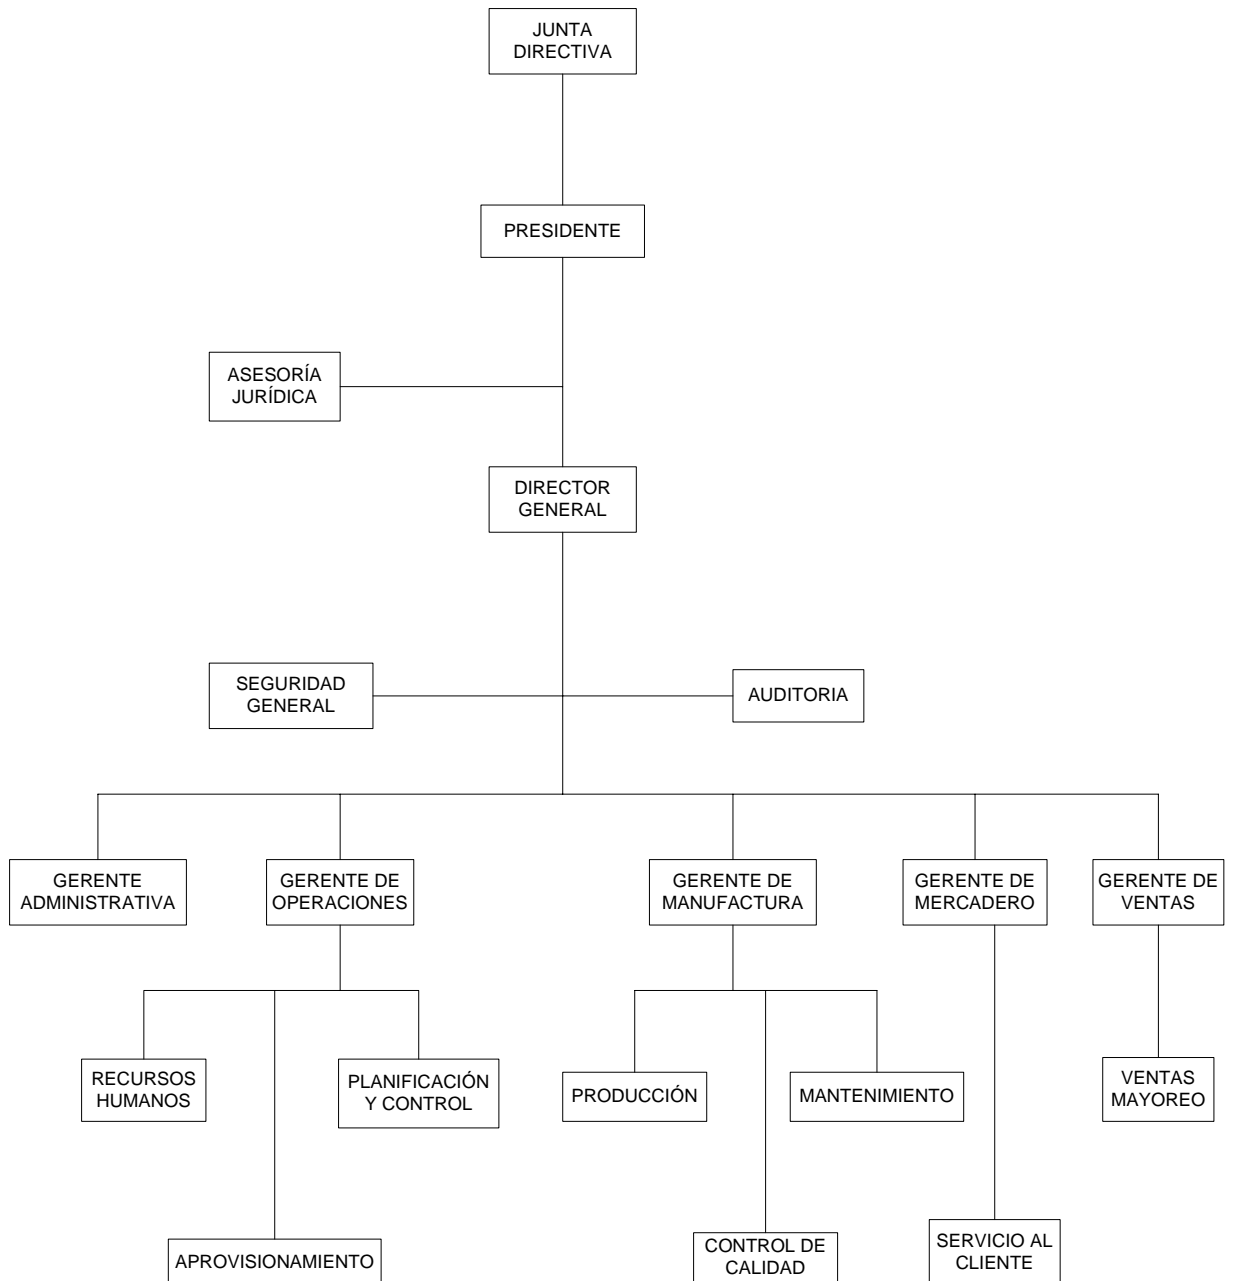 JUNTA
DIRECTIVA
PRESIDENTE
ASESORÍA
JURÍDICA
DIRECTOR
GENERAL
SEGURIDAD
GENERAL
AUDITORIA
GERENTE
ADMINISTRATIVA
GERENTE DE
OPERACIONES
GERENTE DE
MANUFACTURA
GERENTE DE
MERCADERO
GERENTE DE
VENTAS
RECURSOS
HUMANOS
PLANIFICACIÓN
Y CONTROL
PRODUCCIÓN
MANTENIMIENTO
VENTAS
MAYOREO
APROVISIONAMIENTO
CONTROL DE
CALIDAD
SERVICIO AL
CLIENTE